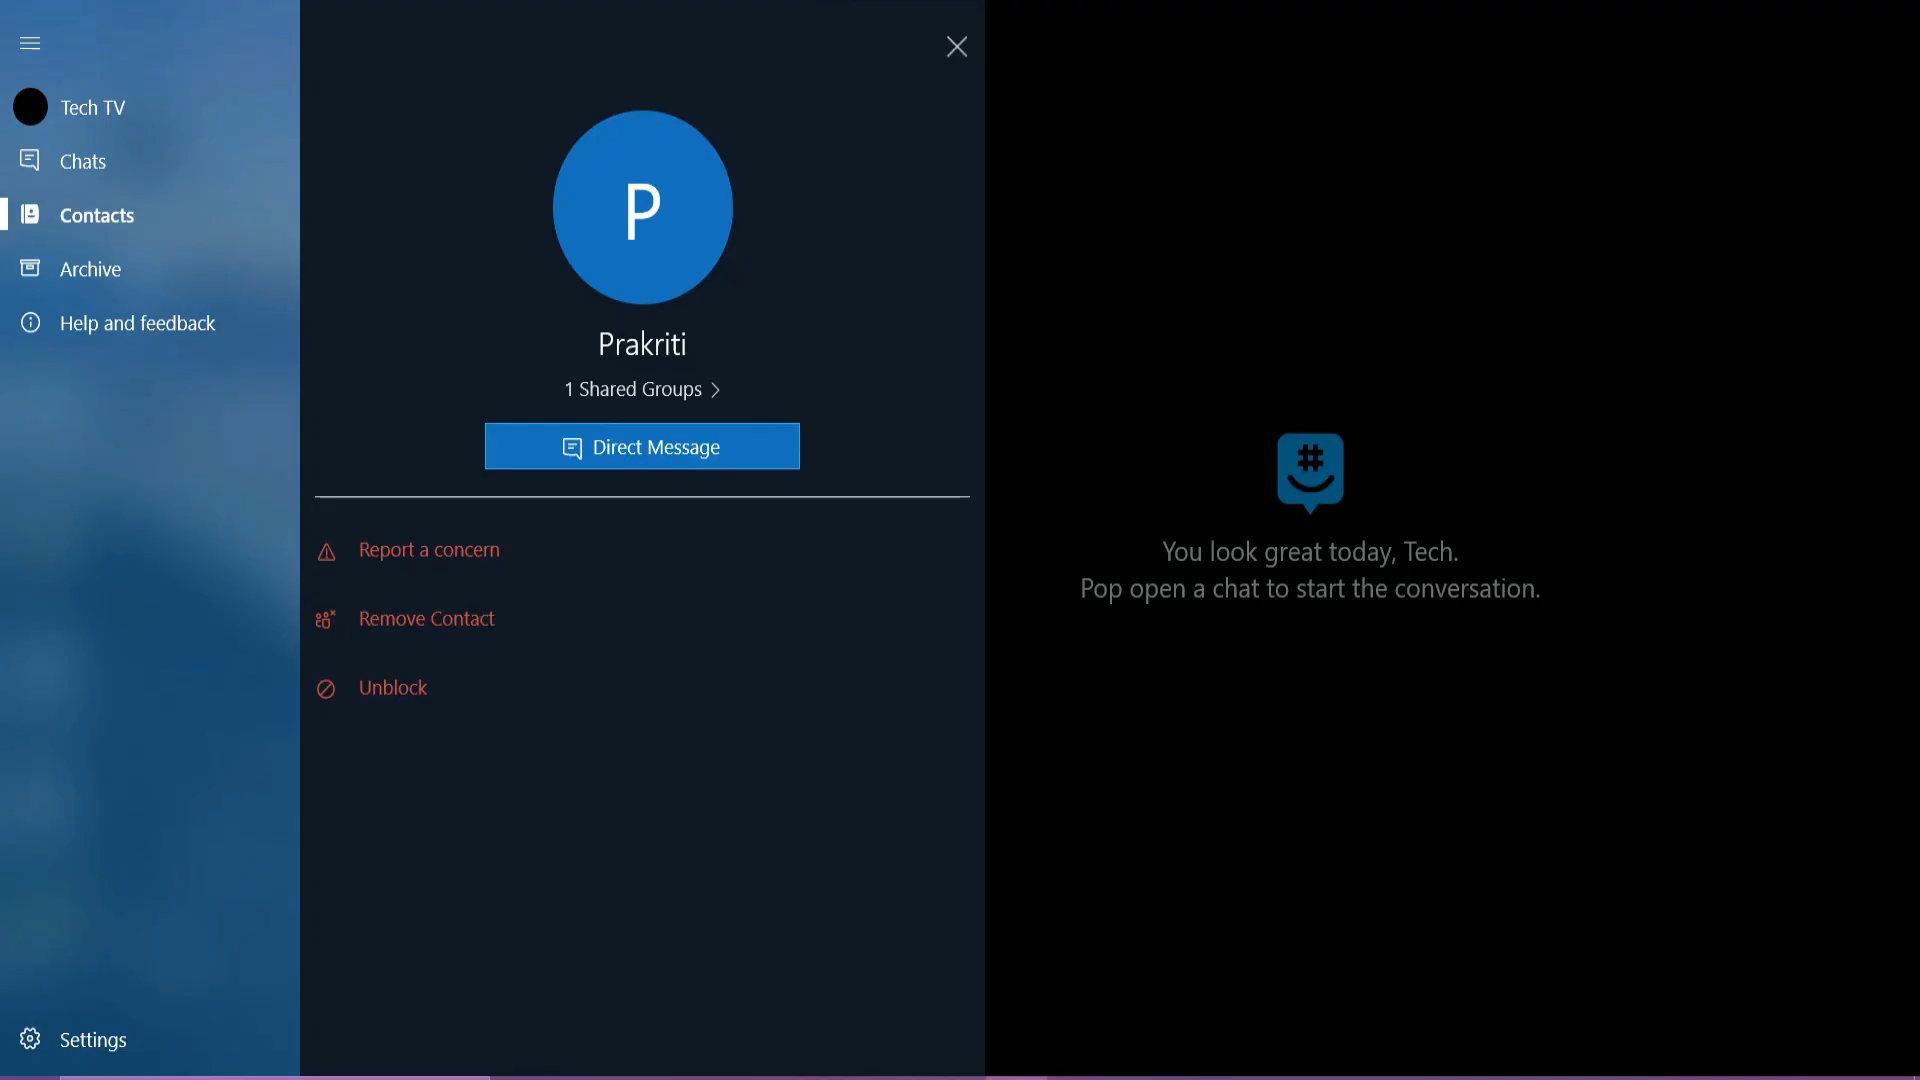 Tech TV
Chats
Contacts
Archive
Help and feedback
Settings
P
Prakriti
1 Shared Groups
Direct Message
Report a concern
Remove Contact
Unblock
#
You look great today, Tech.
Pop open a chat to start the conversation.